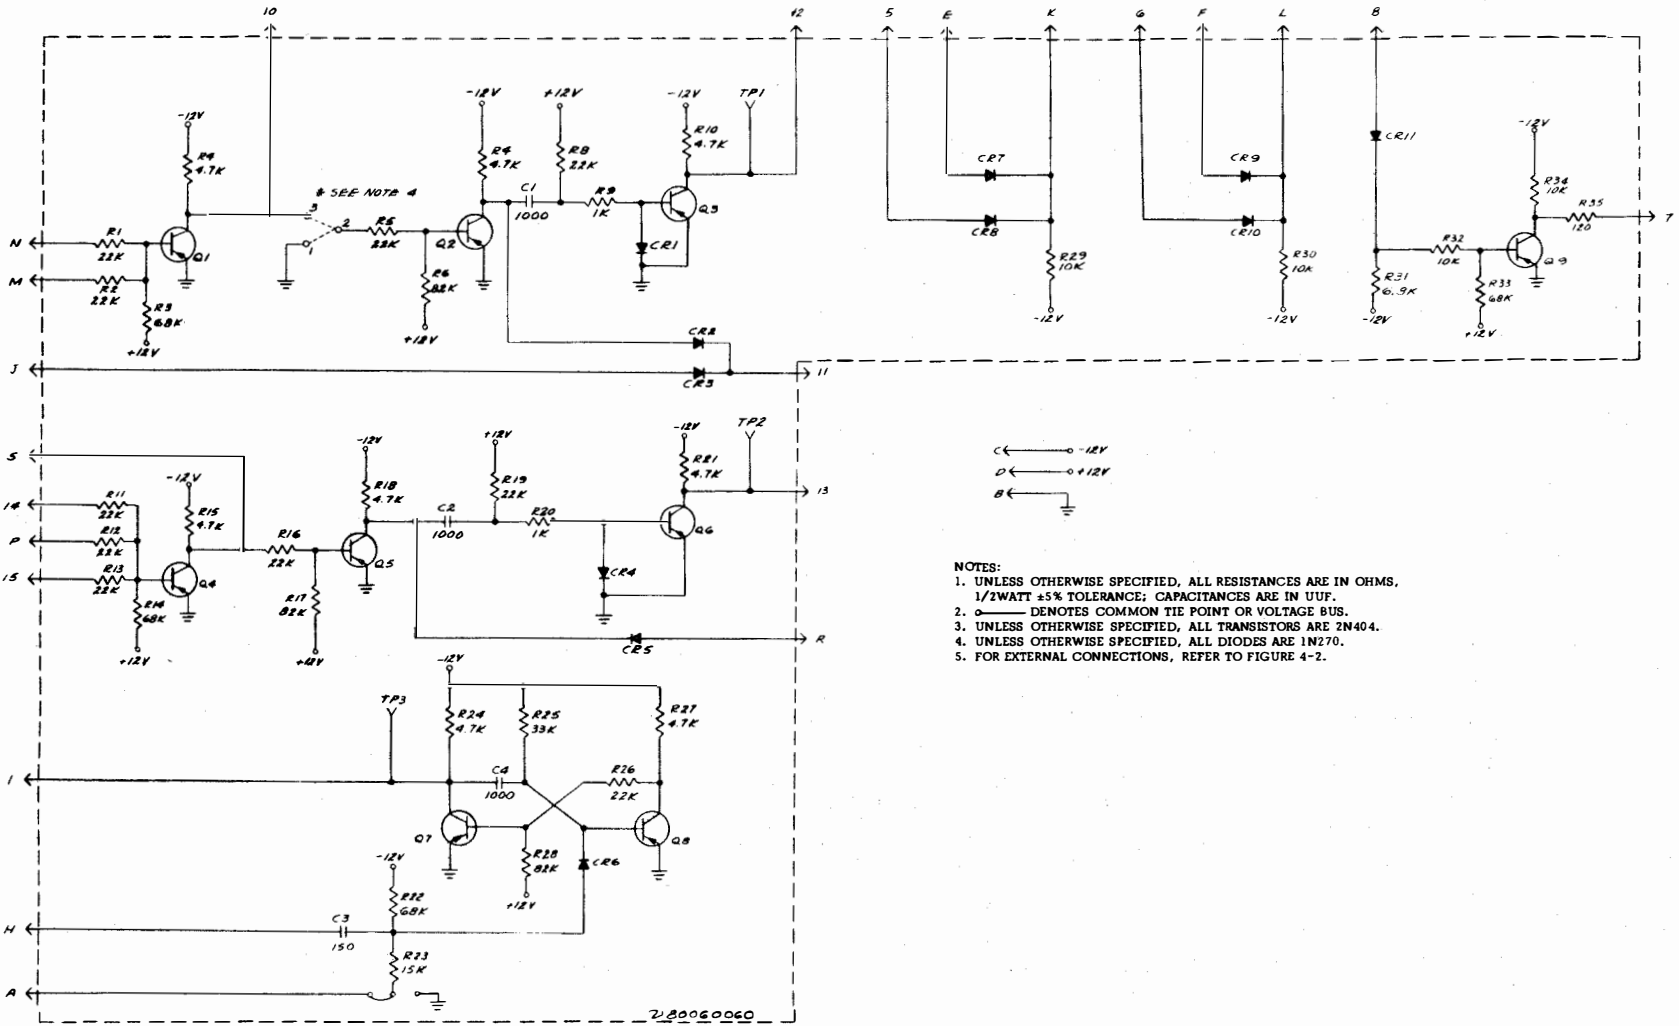 10
12
5
E
K
6
F
L
8
-12V
R4
4.7K
-12V
R4
4.7K
+12V
R8
22K
-12V
R10
4.7K
TP1
* SEE NOTE 4
3
2
1
N
R1
22K
Q1
M
R2
22K
R3
68K
+12V
R5
22K
Q2
R6
82K
+12V
C1
1000
R9
1K
CR1
Q3
CR2
J
CR3
11
CR7
CR8
R29
10K
-12V
CR9
CR10
R30
10K
-12V
CR11
-12V
R34
10K
R35
120
7
R32
10K
Q9
R31
6.9K
-12V
R33
68K
+12V
S
14
R11
22K
P
R12
22K
15
R13
22K
-12V
R15
4.7K
Q4
R14
68K
+12V
R16
22K
R17
82K
+12V
-12V
R18
4.7K
Q5
C2
1000
+12V
R19
22K
R20
1K
CR4
-12V
R21
4.7K
TP2
13
Q6
CR5
R
C
-12V
D
+12V
B
NOTES:
1. UNLESS OTHERWISE SPECIFIED, ALL RESISTANCES ARE IN OHMS,
1/2WATT ±5% TOLERANCE; CAPACITANCES ARE IN UUF.
2. DENOTES COMMON TIE POINT OR VOLTAGE BUS.
3. UNLESS OTHERWISE SPECIFIED, ALL TRANSISTORS ARE 2N404.
4. UNLESS OTHERWISE SPECIFIED, ALL DIODES ARE 1N270.
5. FOR EXTERNAL CONNECTIONS, REFER TO FIGURE 4-2.
-12V
TP3
R24
4.7K
R25
33K
R27
4.7K
1
C4
1000
R26
22K
Q7
Q8
R28
82K
+12V
CR6
-12V
R22
68K
H
C3
150
R23
15K
A
280060060